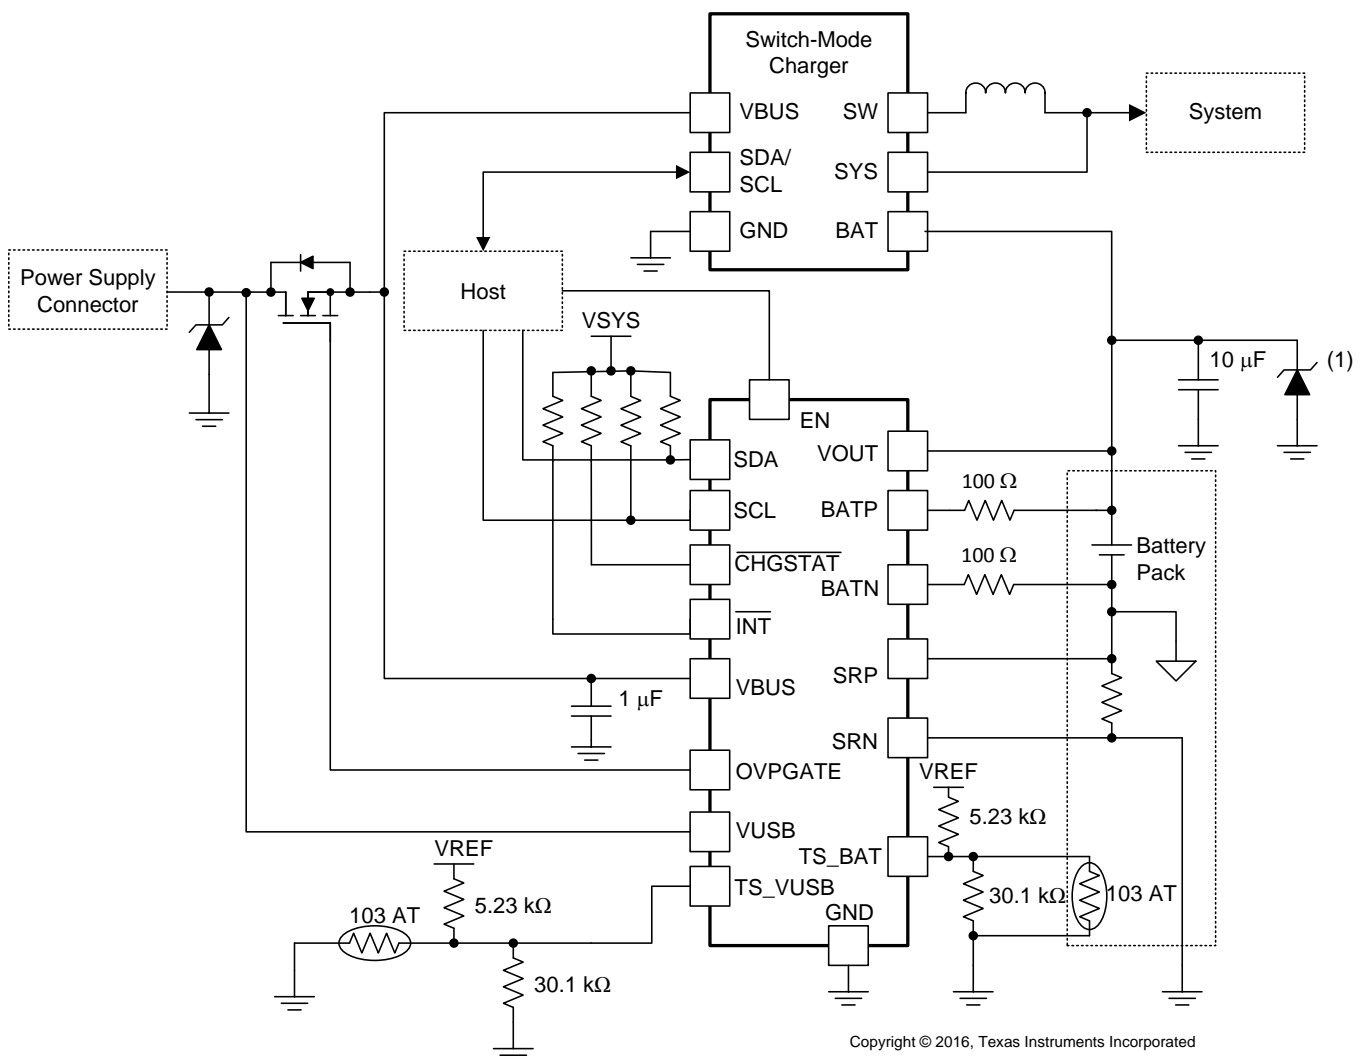 Switch-Mode
Charger
VBUS
SW
System
SDA/
SCL
SYS
GND
BAT
Power Supply
Connector
Host
VSYS
10 μF
(1)
EN
SDA
VOUT
100 Ω
SCL
BATP
Battery
Pack
CHGSTAT
100 Ω
BATN
INT
SRP
VBUS
1 μF
SRN
OVPGATE
VREF
5.23 kΩ
VUSB
VREF
TS_BAT
TS_VUSB
30.1 kΩ
103 AT
5.23 kΩ
103 AT
GND
30.1 kΩ
Copyright © 2016, Texas Instruments Incorporated